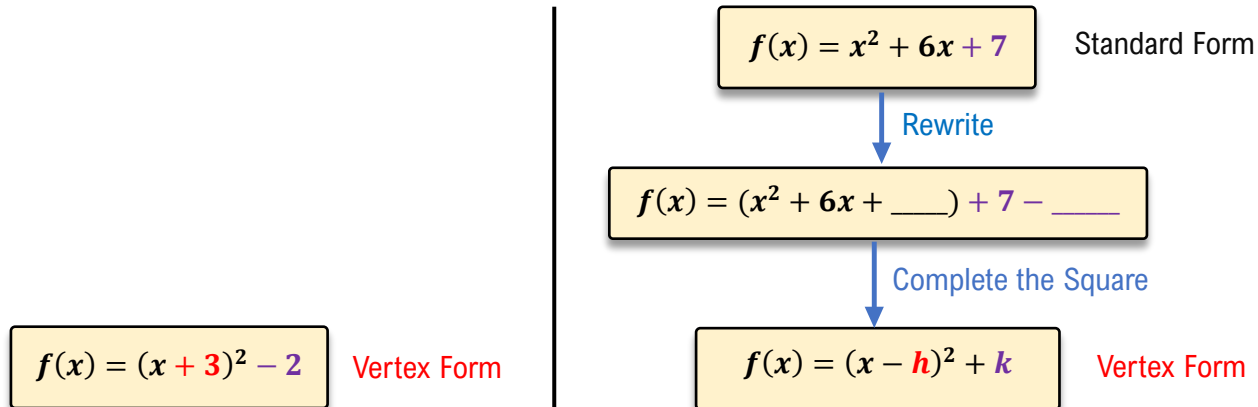 f(x) = x² + 6x + 7
Standard Form
Rewrite
f(x) = (x² + 6x + _____) + 7 − ______
Complete the Square
f(x) = (x + 3)² − 2
Vertex Form
f(x) = (x − h)² + k
Vertex Form